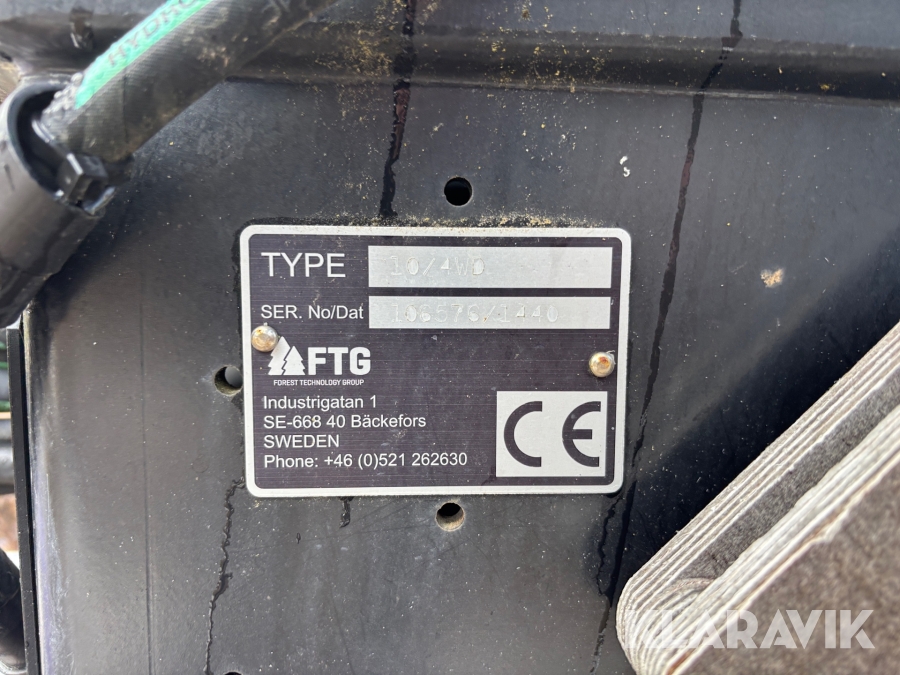 HYDRO
TYPE 10/4WD
SER. No/Dat 106576/1440
FTG
FOREST TECHNOLOGY GROUP
Industrigatan 1
SE-668 40 Bäckefors
SWEDEN
Phone: +46 (0)521 262630
CE
KLARAVIK